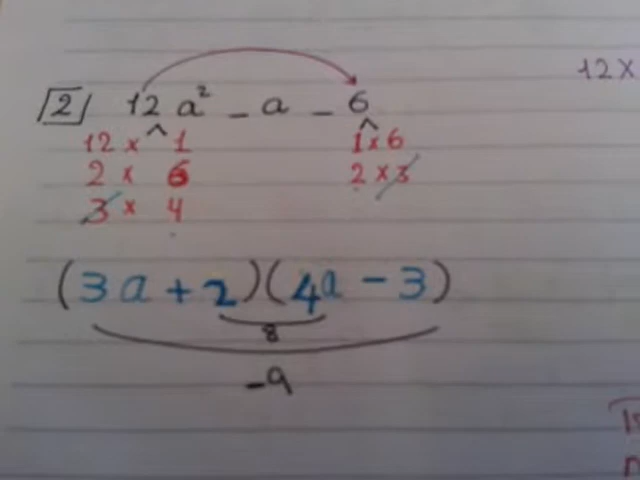 2 12a² - a - 6
12 x
12 x 1 1 x 6
2 x 6 2 x 3
3 x 4
(3a + 2)(4a - 3)
8
-9